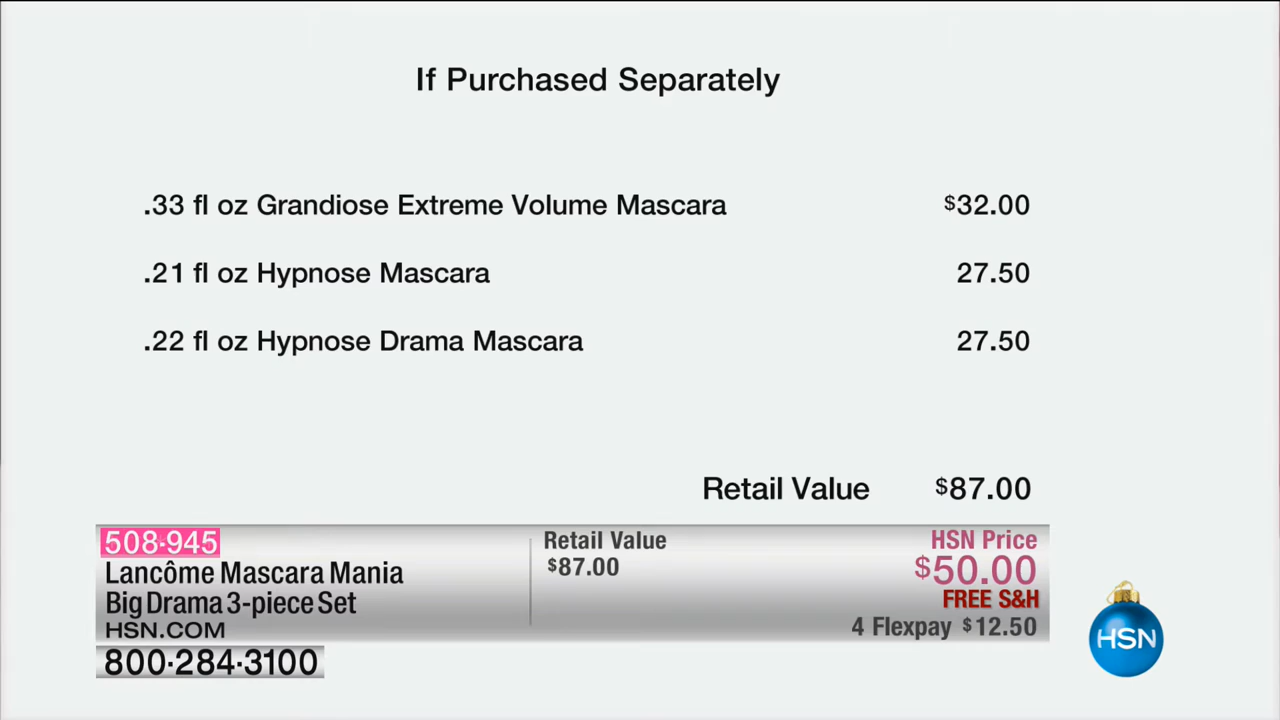 If Purchased Separately
.33 fl oz Grandiose Extreme Volume Mascara $32.00
.21 fl oz Hypnose Mascara 27.50
.22 fl oz Hypnose Drama Mascara 27.50
Retail Value $87.00
508-945
Lancôme Mascara Mania
Big Drama 3-piece Set
HSN.COM
800-284-3100
Retail Value
$87.00
HSN Price
$50.00
FREE S&H
4 Flexpay $12.50
HSN